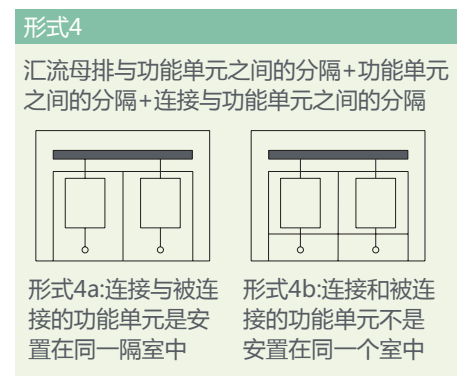 形式4
汇流母排与功能单元之间的分隔+功能单元
之间的分隔+连接与功能单元之间的分隔
形式4a:连接与被连
接的功能单元是安
置在同一隔室中
形式4b:连接和被连
接的功能单元不是
安置在同一个室中